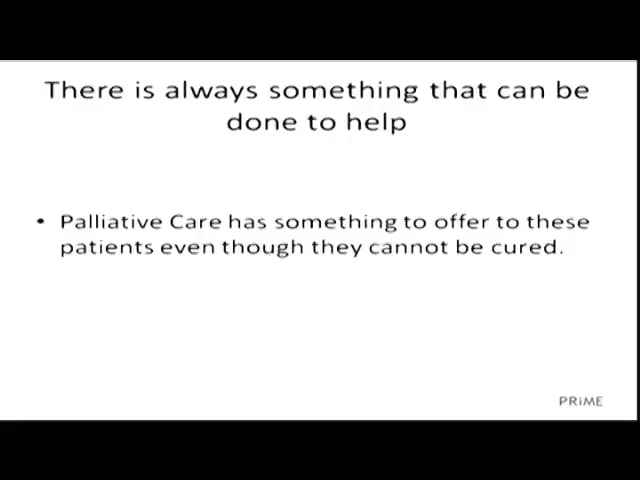 There is always something that can be
done to help
• Palliative Care has something to offer to these
patients even though they cannot be cured.
PRiME